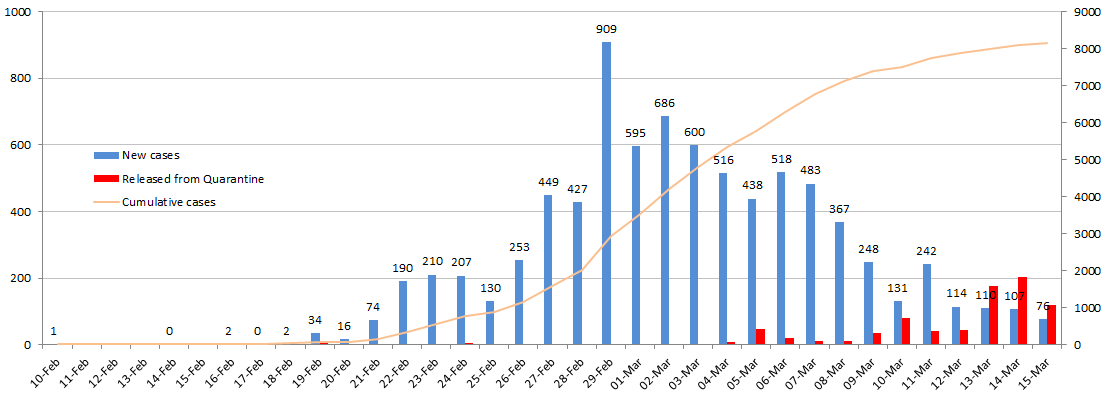 1000
800
600
400
200
0
9000
8000
7000
6000
5000
4000
3000
2000
1000
0
New cases
Released from Quarantine
Cumulative cases
1
0
2
0
2
34
16
74
190
210
207
130
253
449
427
909
595
686
600
516
438
518
483
367
248
131
242
114
110
107
76
10-Feb
11-Feb
12-Feb
13-Feb
14-Feb
15-Feb
16-Feb
17-Feb
18-Feb
19-Feb
20-Feb
21-Feb
22-Feb
23-Feb
24-Feb
25-Feb
26-Feb
27-Feb
28-Feb
29-Feb
01-Mar
02-Mar
03-Mar
04-Mar
05-Mar
06-Mar
07-Mar
08-Mar
09-Mar
10-Mar
11-Mar
12-Mar
13-Mar
14-Mar
15-Mar